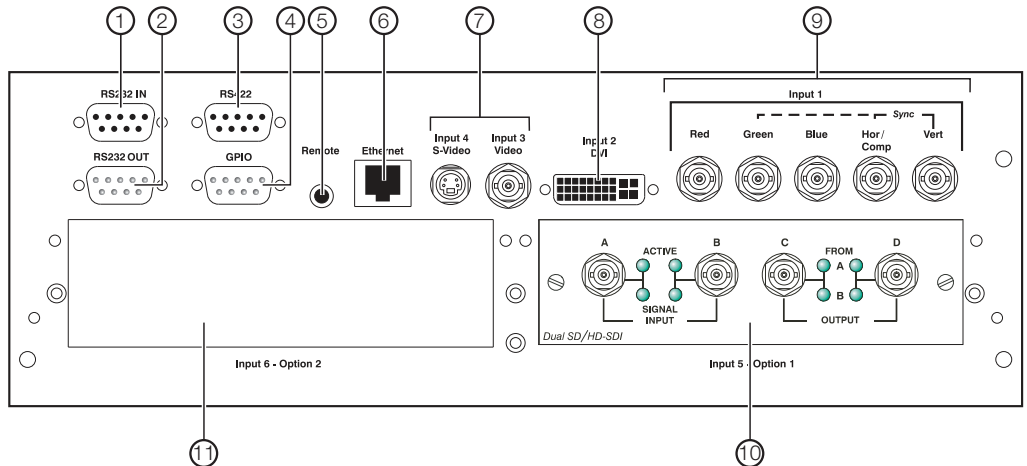 1 2 3 4 5 6 7 8 9
RS232 IN
RS422
RS232 OUT
GPIO
Remote
Ethernet
Input 4
S-Video
Input 3
Video
Input 2
DVI
Input 1
Sync
Red
Green
Blue
Hor/
Comp
Vert
A
ACTIVE
B
C
FROM
D
A
B
SIGNAL
INPUT
OUTPUT
Dual SD/HD-SDI
Input 6 - Option 2
Input 5 - Option 1
11 10